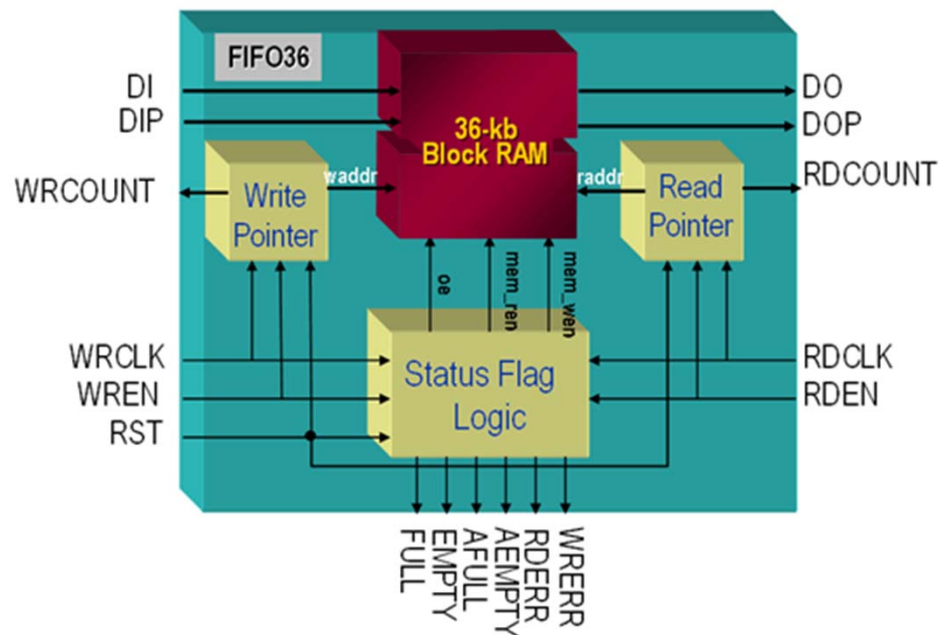 FIFO36
DI
DIP
DO
DOP
36-kb
Block RAM
WRCOUNT
Write
Pointer
waddr
raddr
Read
Pointer
RDCOUNT
oe
mem_ren
mem_wen
WRCLK
WREN
RST
Status Flag
Logic
RDCLK
RDEN
FULL
EMPTY
AFULL
AEMPTY
RDERR
WRERR